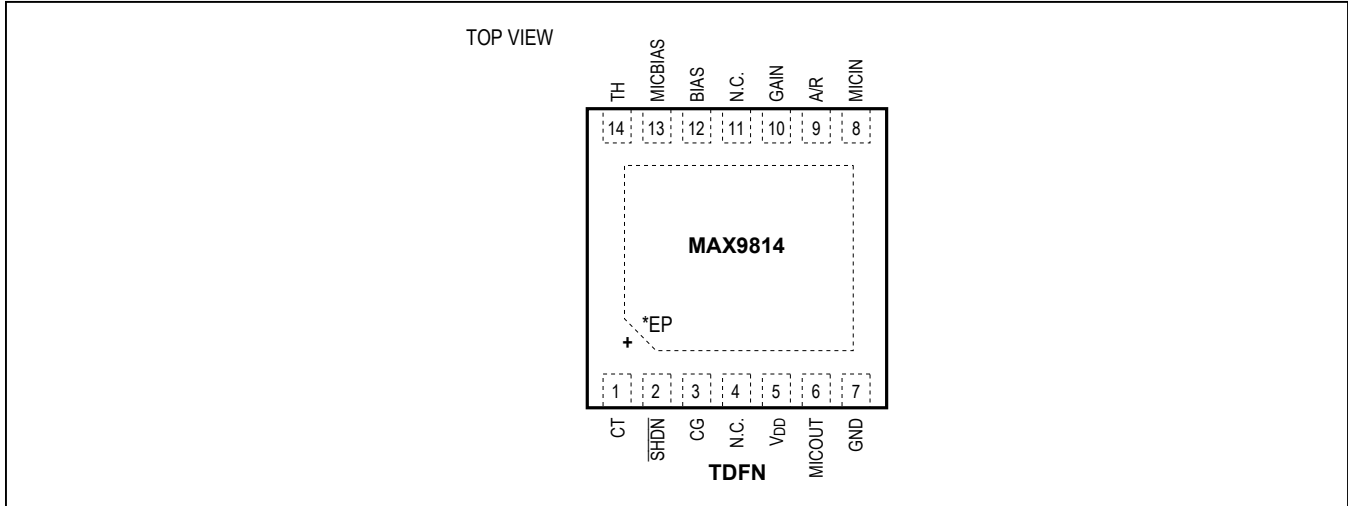 TOP VIEW
TH
MICBIAS
BIAS
N.C.
GAIN
A/R
MICIN
14 13 12 11 10 9 8
MAX9814
*EP
+
1 2 3 4 5 6 7
CT
SHDN
CG
N.C.
VDD
MICOUT
GND
TDFN